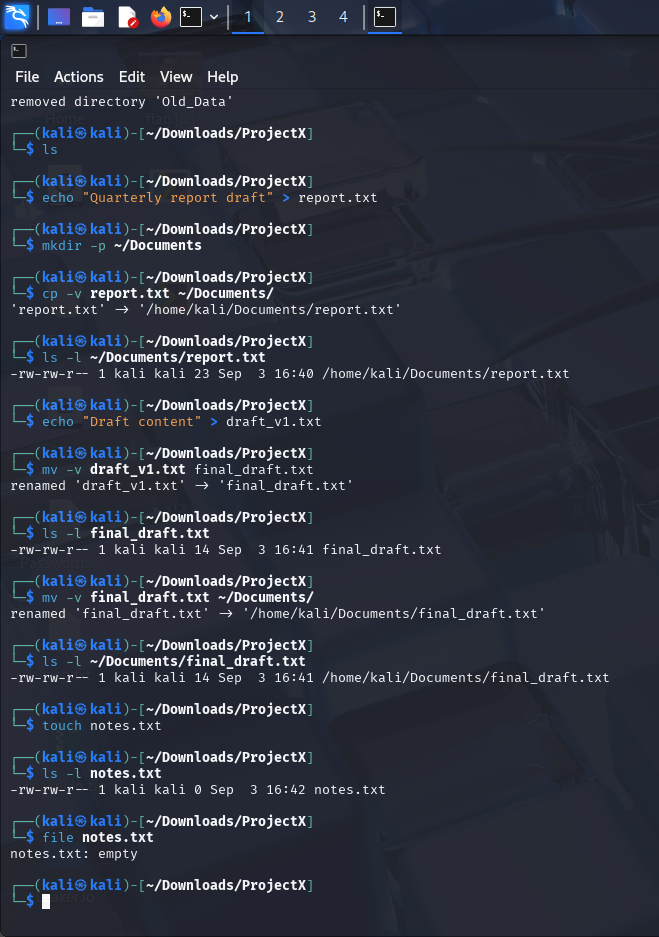 1 2 3 4
File Actions Edit View Help
removed directory 'Old_Data'
┌──(kali㉿kali)-[~/Downloads/ProjectX]
└─$ ls
┌──(kali㉿kali)-[~/Downloads/ProjectX]
└─$ echo "Quarterly report draft" > report.txt
┌──(kali㉿kali)-[~/Downloads/ProjectX]
└─$ mkdir -p ~/Documents
┌──(kali㉿kali)-[~/Downloads/ProjectX]
└─$ cp -v report.txt ~/Documents/
'report.txt' -> '/home/kali/Documents/report.txt'
┌──(kali㉿kali)-[~/Downloads/ProjectX]
└─$ ls -l ~/Documents/report.txt
-rw-rw-r-- 1 kali kali 23 Sep  3 16:40 /home/kali/Documents/report.txt
┌──(kali㉿kali)-[~/Downloads/ProjectX]
└─$ echo "Draft content" > draft_v1.txt
┌──(kali㉿kali)-[~/Downloads/ProjectX]
└─$ mv -v draft_v1.txt final_draft.txt
renamed 'draft_v1.txt' -> 'final_draft.txt'
┌──(kali㉿kali)-[~/Downloads/ProjectX]
└─$ ls -l final_draft.txt
-rw-rw-r-- 1 kali kali 14 Sep  3 16:41 final_draft.txt
┌──(kali㉿kali)-[~/Downloads/ProjectX]
└─$ mv -v final_draft.txt ~/Documents/
renamed 'final_draft.txt' -> '/home/kali/Documents/final_draft.txt'
┌──(kali㉿kali)-[~/Downloads/ProjectX]
└─$ ls -l ~/Documents/final_draft.txt
-rw-rw-r-- 1 kali kali 14 Sep  3 16:41 /home/kali/Documents/final_draft.txt
┌──(kali㉿kali)-[~/Downloads/ProjectX]
└─$ touch notes.txt
┌──(kali㉿kali)-[~/Downloads/ProjectX]
└─$ ls -l notes.txt
-rw-rw-r-- 1 kali kali 0 Sep  3 16:42 notes.txt
┌──(kali㉿kali)-[~/Downloads/ProjectX]
└─$ file notes.txt
notes.txt: empty
┌──(kali㉿kali)-[~/Downloads/ProjectX]
└─$